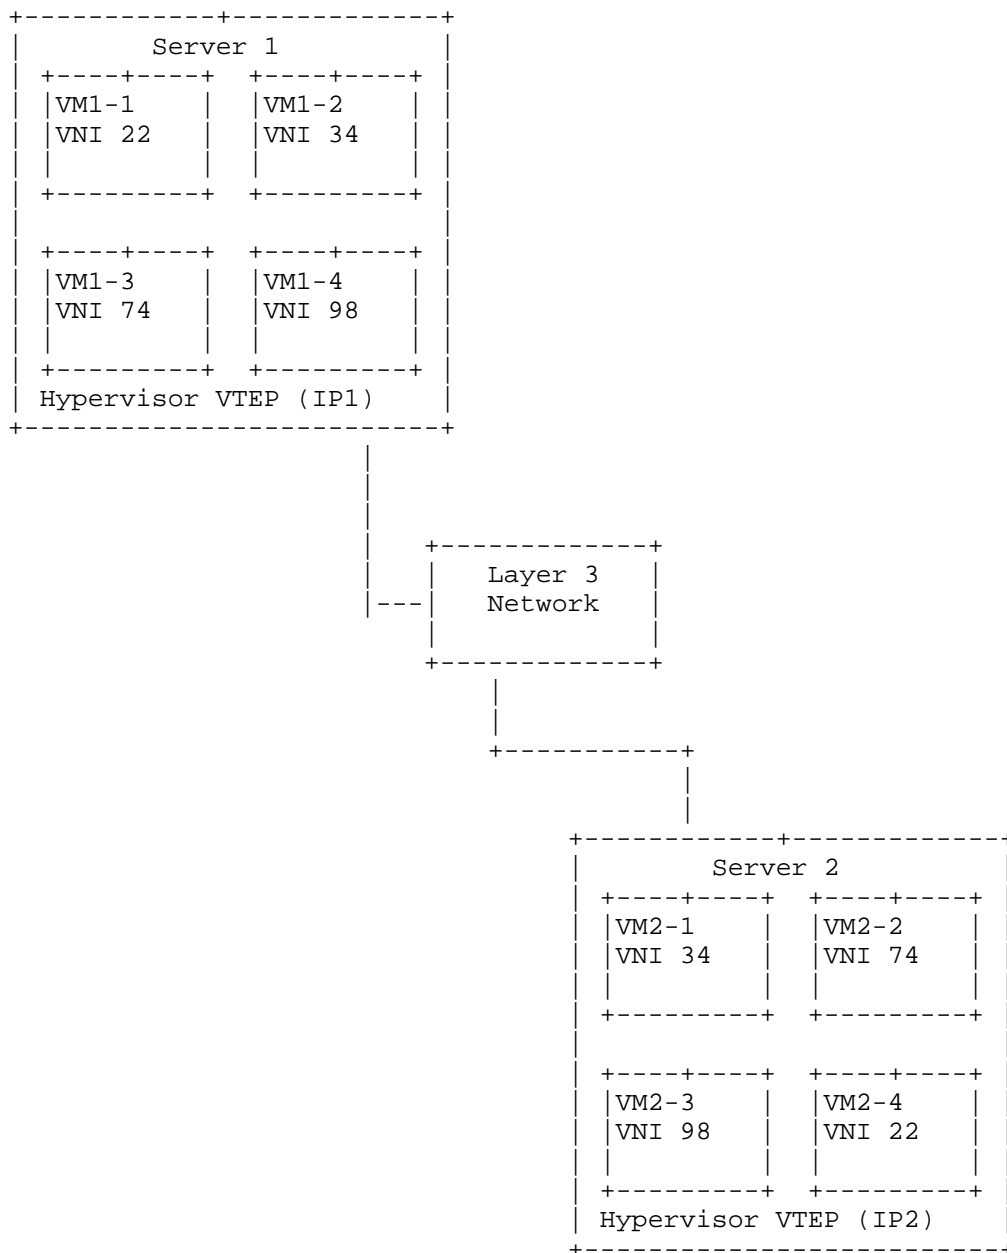 Server 1
VM1-1 VM1-2
VNI 22 VNI 34
VM1-3 VM1-4
VNI 74 VNI 98
Hypervisor VTEP (IP1)
Layer 3
Network
Server 2
VM2-1 VM2-2
VNI 34 VNI 74
VM2-3 VM2-4
VNI 98 VNI 22
Hypervisor VTEP (IP2)